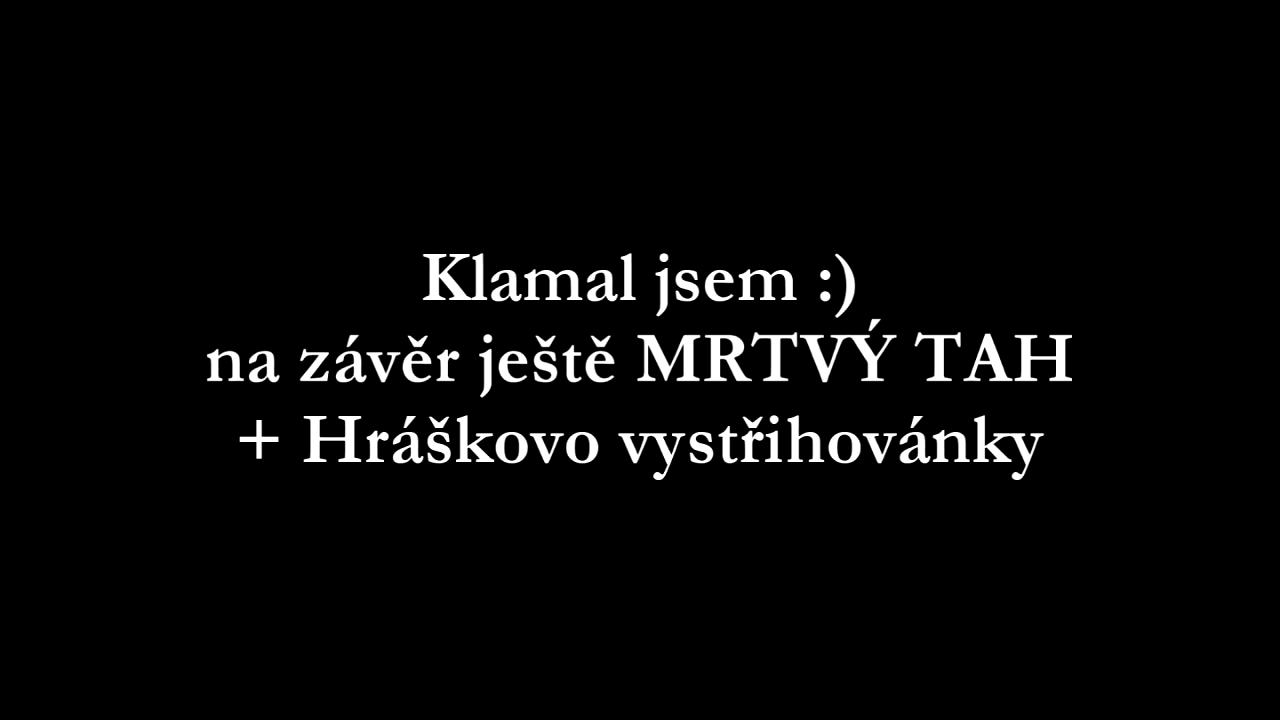 Klamal jsem :)
na závěr ještě MRTVÝ TAH
+ Hráškovo vystřihovánky